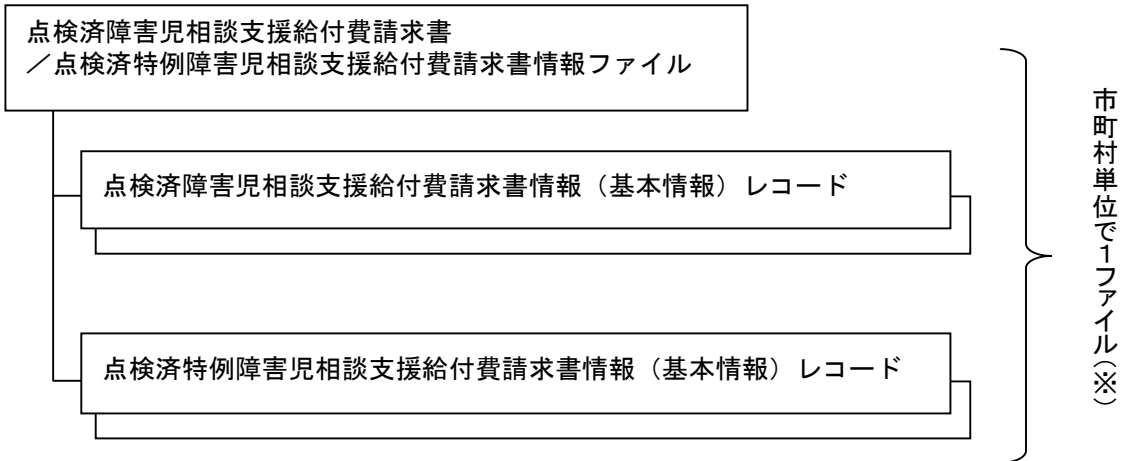 点検済障害児相談支援給付費請求書
／点検済特例障害児相談支援給付費請求書情報ファイル
点検済障害児相談支援給付費請求書情報（基本情報）レコード
点検済特例障害児相談支援給付費請求書情報（基本情報）レコード
市町村単位で１ファイル（※）